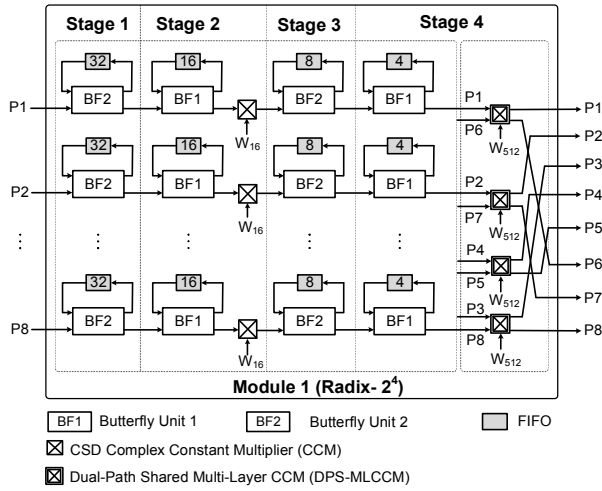 Stage 1 Stage 2 Stage 3 Stage 4
32 16 8 4
BF2 BF1 BF2 BF1
P1 P1 P1
P6 P2
W16 W512
P3
32 16 8 4
BF2 BF1 BF2 BF1
P2 P2 P4
P7
W16 W512
P5
⋮ ⋮ ⋮ ⋮ ⋮
P4
P5 P6
W512
32 16 8 4
P7
BF2 BF1 BF2 BF1
P3
P8 P8 P8
W16 W512
Module 1 (Radix- 2⁴)
BF1 Butterfly Unit 1 BF2 Butterfly Unit 2 FIFO
CSD Complex Constant Multiplier (CCM)
Dual-Path Shared Multi-Layer CCM (DPS-MLCCM)